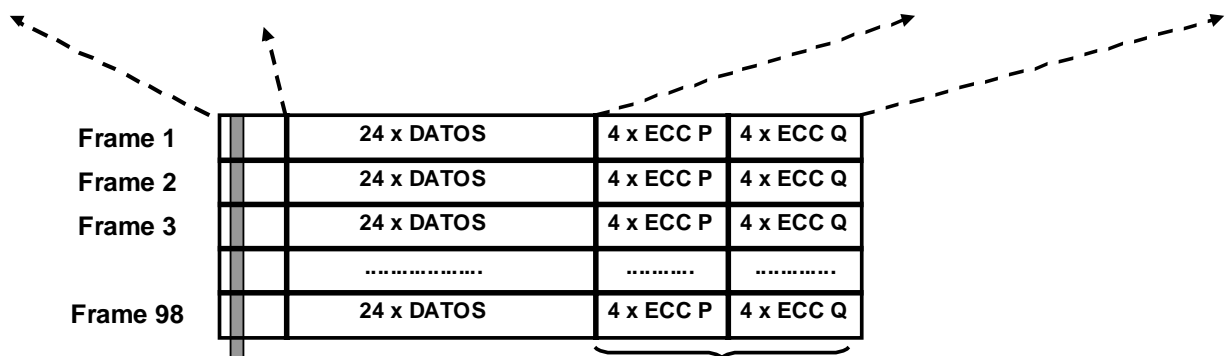 Frame 1 24 x DATOS 4 x ECC P 4 x ECC Q
Frame 2 24 x DATOS 4 x ECC P 4 x ECC Q
Frame 3 24 x DATOS 4 x ECC P 4 x ECC Q
.................. ........... .............
Frame 98 24 x DATOS 4 x ECC P 4 x ECC Q